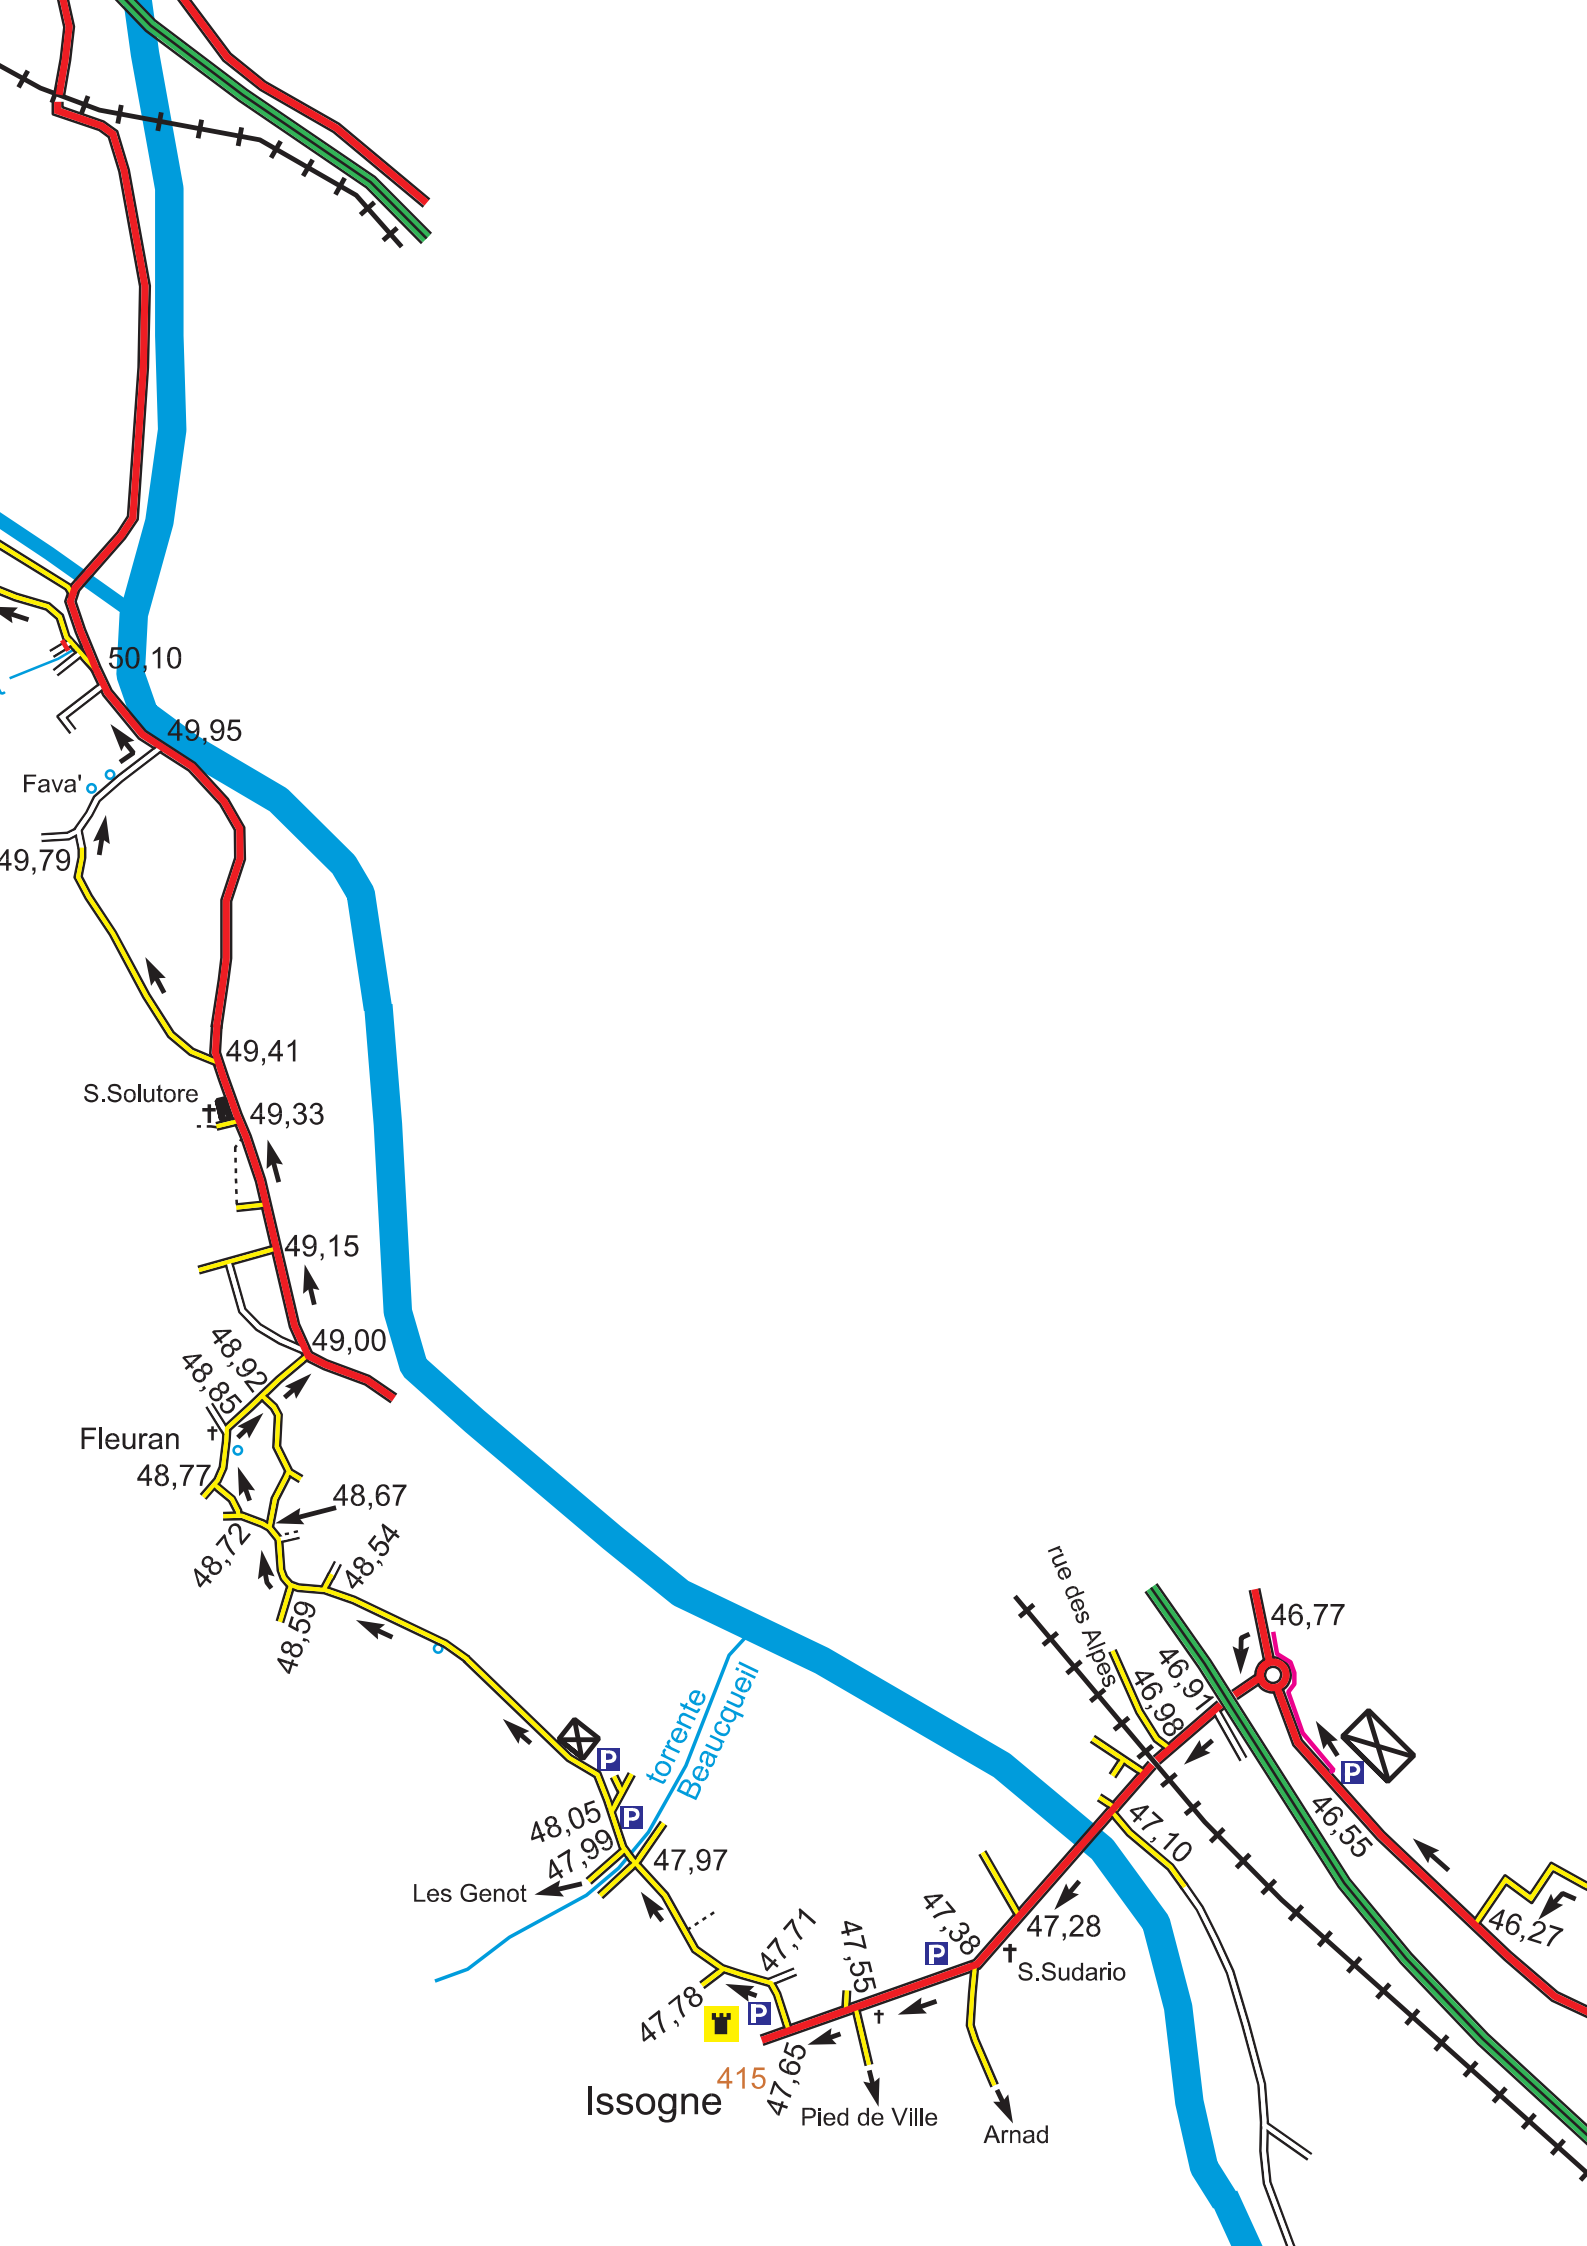 50,10
49,95
Fava'
49,79
49,41
S.Solutore
49,33
49,15
49,00
48,92
48,85
Fleuran
48,77
48,67
48,72
48,54
48,59
rue des Alpes
46,77
46,91
46,98
torrente
Beaucqueil
P
P
46,55
48,05
P
47,10
47,99
47,97
Les Genot
46,27
47,38
47,28
47,71
47,55
P
S.Sudario
47,78
P
47,65
415
Issogne
Pied de Ville
Arnad